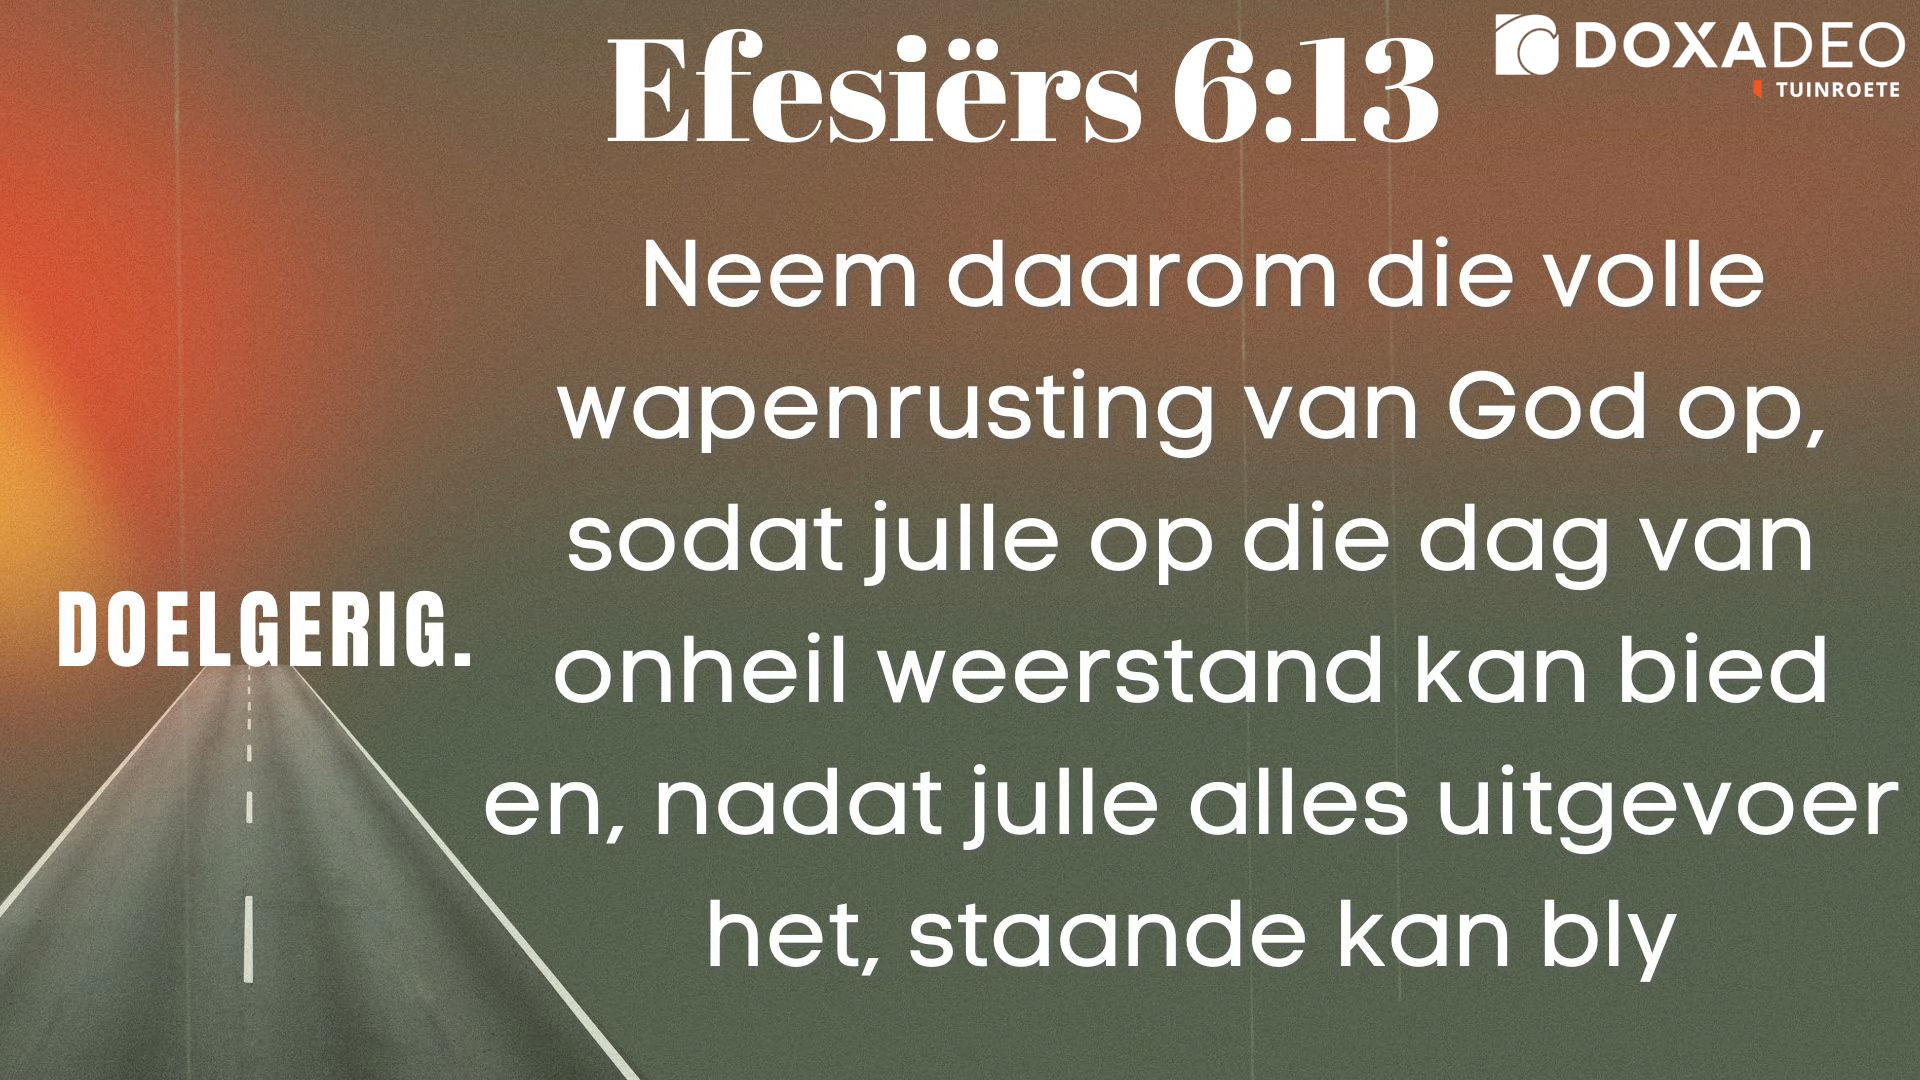 Efesiërs 6:13
DOXADEO
TUINROETE
Neem daarom die volle
wapenrusting van God op,
sodat julle op die dag van
onheil weerstand kan bied
en, nadat julle alles uitgevoer
het, staande kan bly
DOELGERIG.